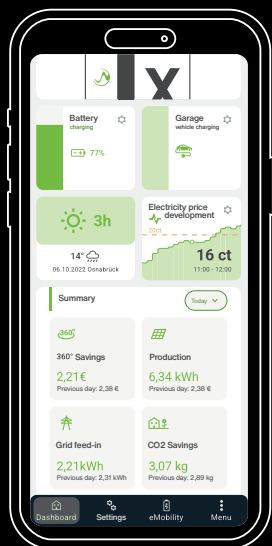 x
Battery
charging
77%
Garage
vehicle charging
3h
14°
06.10.2022 Osnabrück
Electricity price
development
20ct
16 ct
11:00 - 12:00
Summary
Today
360°
360° Savings
2,21€
Previous day: 2,38 €
Production
6,34 kWh
Previous day: 2,38 €
Grid feed-in
2,21kWh
Previous day: 2,31 kWh
CO2 Savings
3,07 kg
Previous day: 2,89 kg
Dashboard
Settings
eMobility
Menu